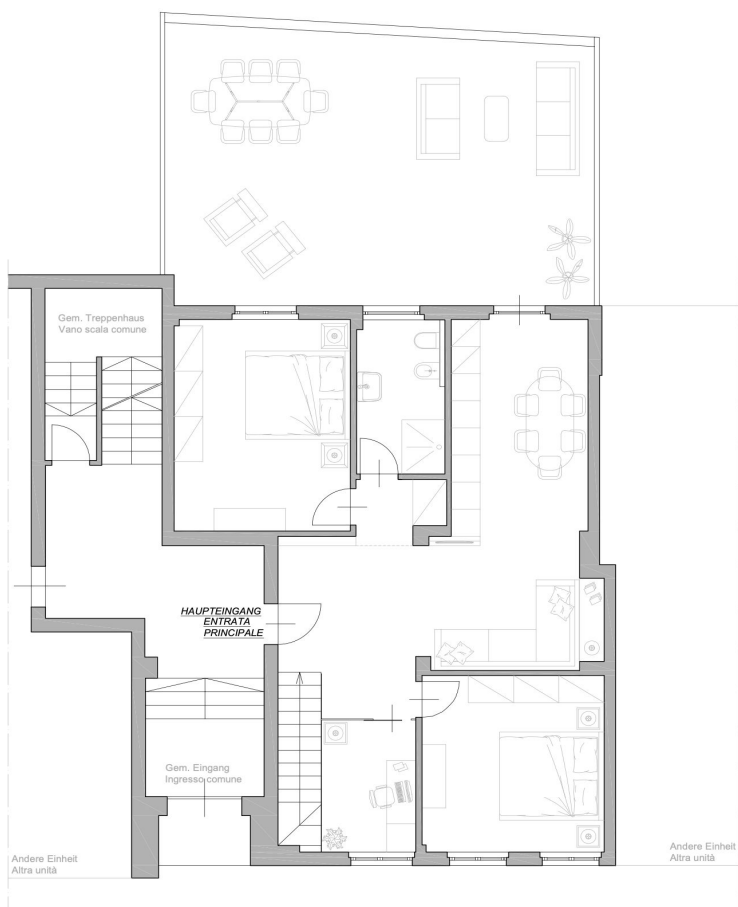 Gem. Treppenhaus
Vano scala comune
HAUPTEINGANG
ENTRATA
PRINCIPALE
Gem. Eingang
Ingresso comune
Andere Einheit
Altra unità
Andere Einheit
Altra unità